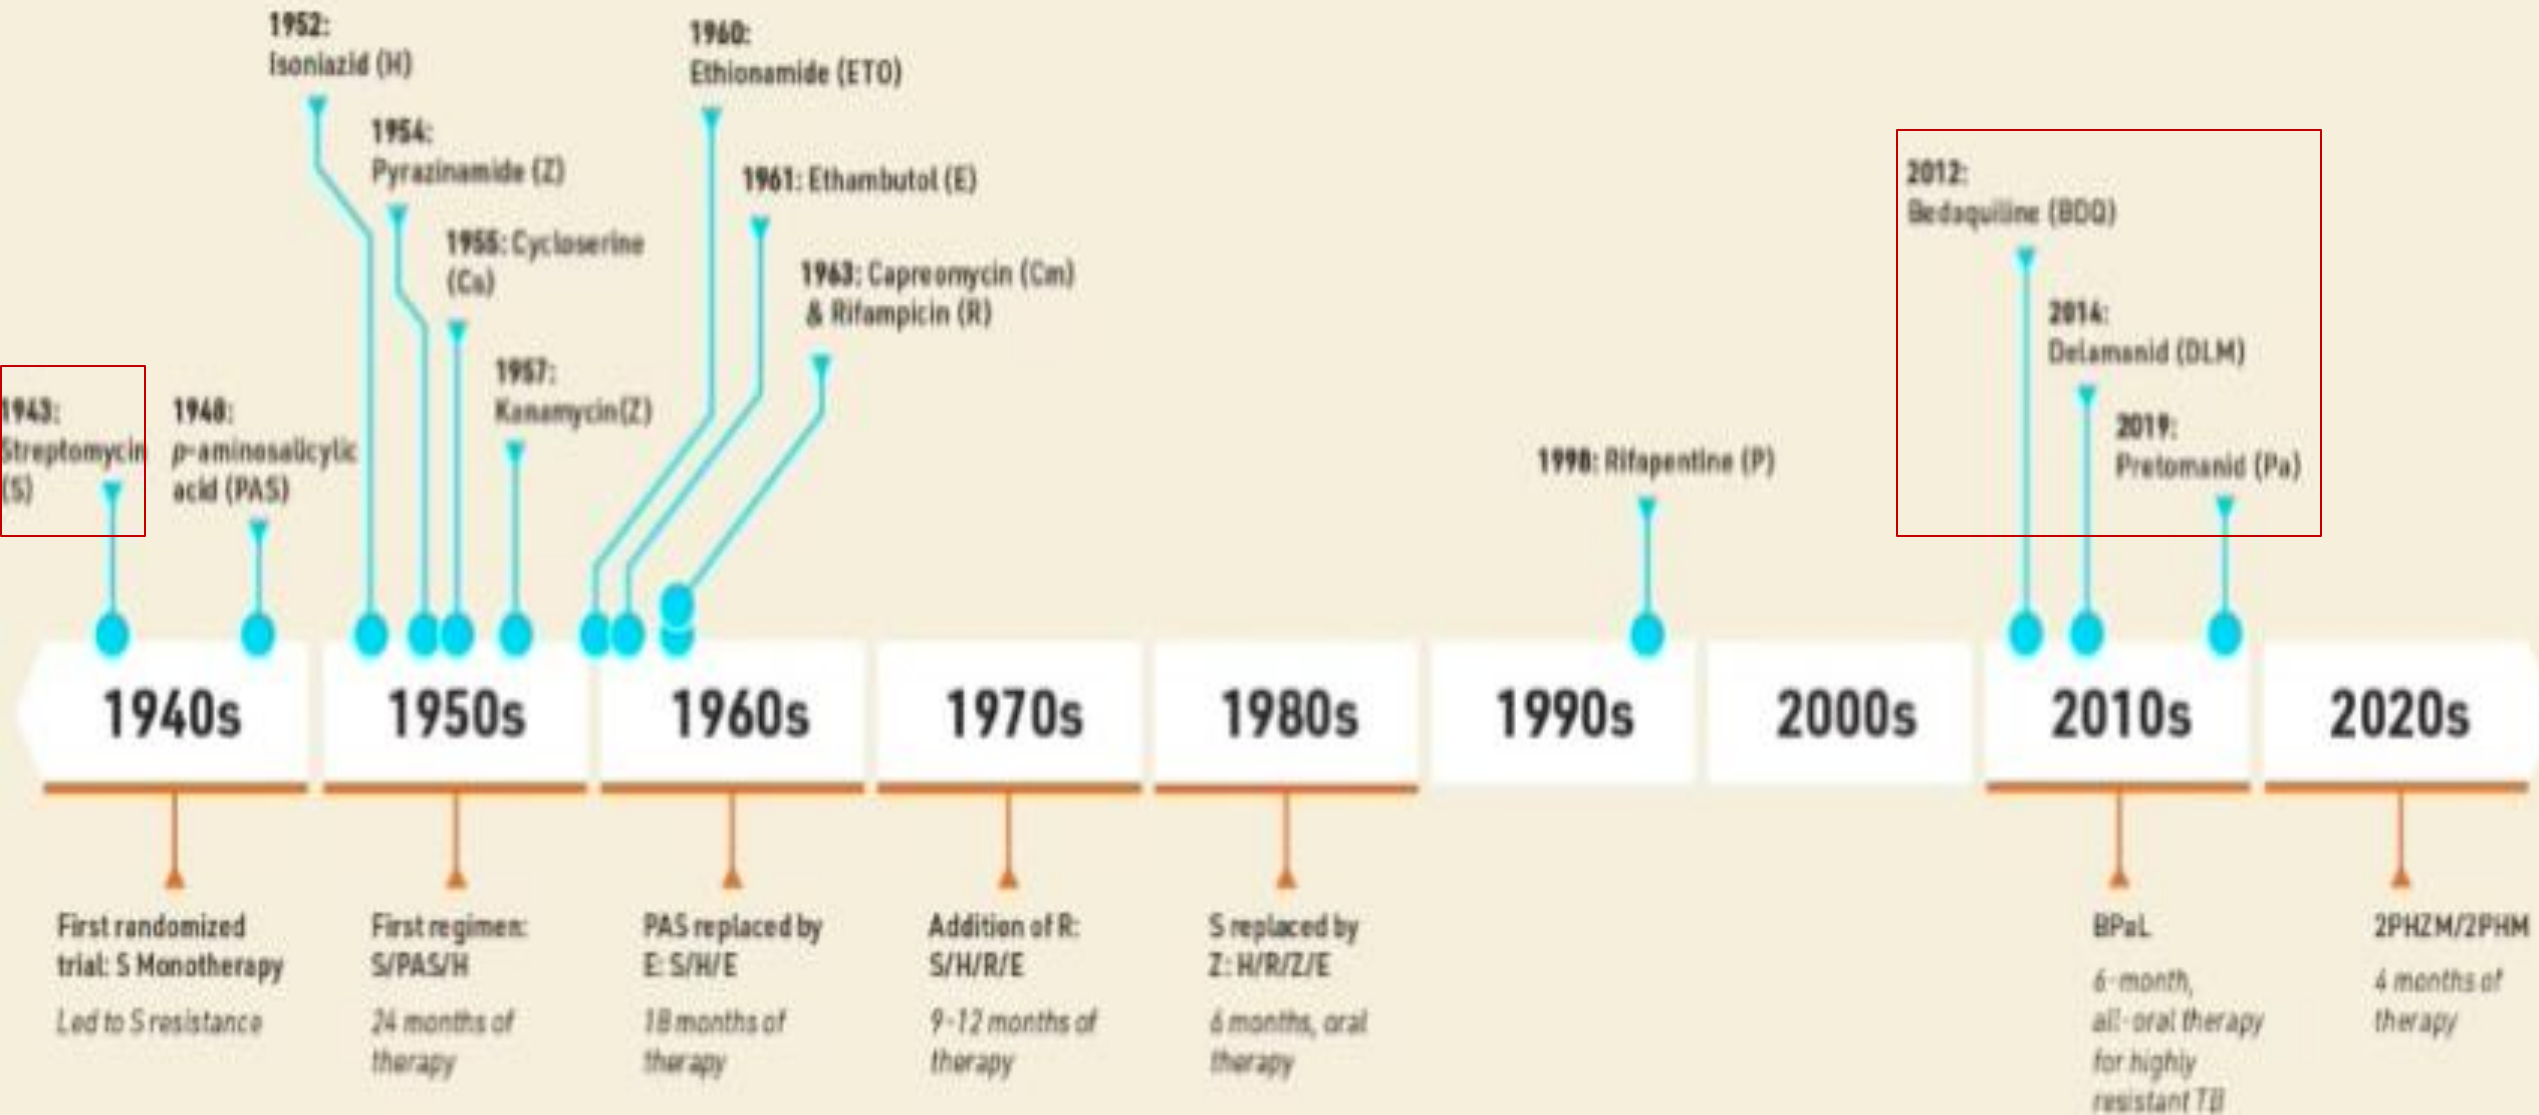 1952:
Isoniazid (H)
1954:
Pyrazinamide (Z)
1955: Cycloserine
(Cs)
1957:
Kanamycin(Z)
1943:
Streptomycin
(S)
1948:
p-aminosalicylic
acid (PAS)
1960:
Ethionamide (ETO)
1961: Ethambutol (E)
1963: Capreomycin (Cm)
& Rifampicin (R)
1998: Rifapentine (P)
2012:
Bedaquiline (BDQ)
2014:
Delamanid (DLM)
2019:
Pretomanid (Pa)
1940s
1950s
1960s
1970s
1980s
1990s
2000s
2010s
2020s
First randomized
trial: S Monotherapy
Led to S resistance
First regimen:
S/PAS/H
24 months of
therapy
PAS replaced by
E: S/H/E
18 months of
therapy
Addition of R:
S/H/R/E
9-12 months of
therapy
S replaced by
Z: H/R/Z/E
6 months, oral
therapy
BPaL
6-month,
all-oral therapy
for highly
resistant TB
2PHZM/2PHM
4 months of
therapy